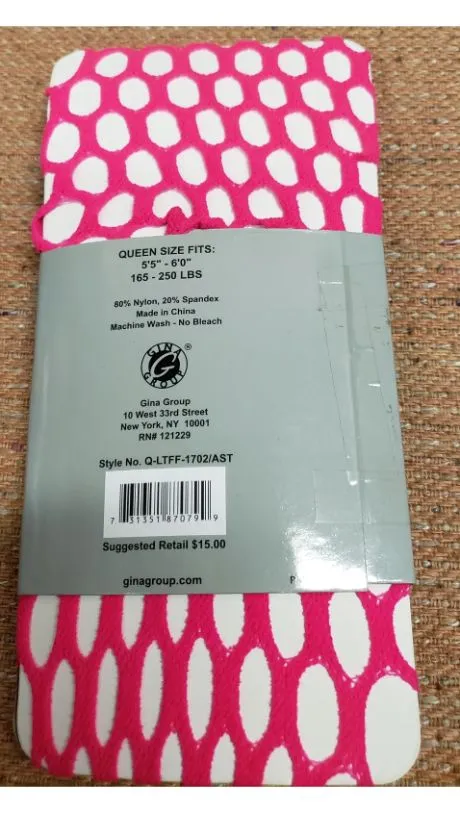 QUEEN SIZE FITS:
5'5" - 6'0"
165 - 250 LBS
80% Nylon, 20% Spandex
Made in China
Machine Wash - No Bleach
GINA
G ®
GROUP
Gina Group
10 West 33rd Street
New York, NY 10001
RN# 121229
Style No. Q-LTFF-1702/AST
7 31351 87079 9
Suggested Retail $15.00
ginagroup.com
P